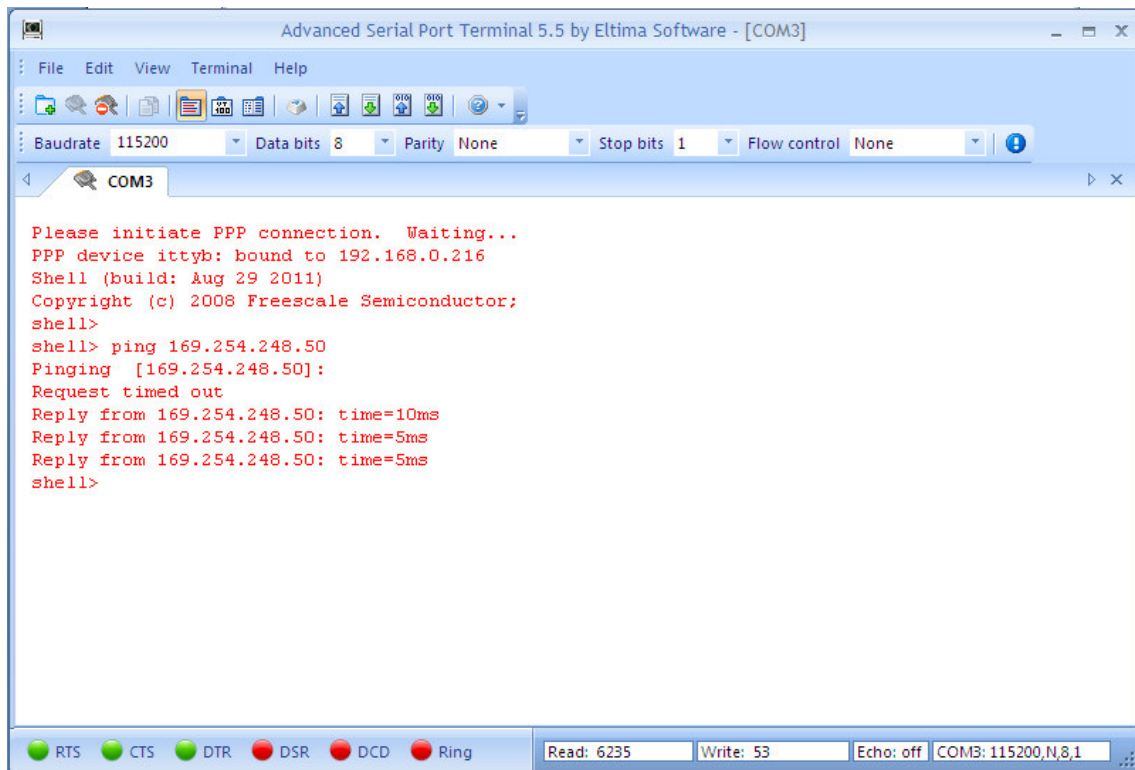 Advanced Serial Port Terminal 5.5 by Eltima Software - [COM3]
File Edit View Terminal Help
Baudrate 115200 Data bits 8 Parity None Stop bits 1 Flow control None
COM3
Please initiate PPP connection.  Waiting...
PPP device ittyb: bound to 192.168.0.216
Shell (build: Aug 29 2011)
Copyright (c) 2008 Freescale Semiconductor;
shell>
shell> ping 169.254.248.50
Pinging  [169.254.248.50]:
Request timed out
Reply from 169.254.248.50: time=10ms
Reply from 169.254.248.50: time=5ms
Reply from 169.254.248.50: time=5ms
shell>
RTS CTS DTR DSR DCD Ring Read: 6235 Write: 53 Echo: off COM3: 115200,N,8,1